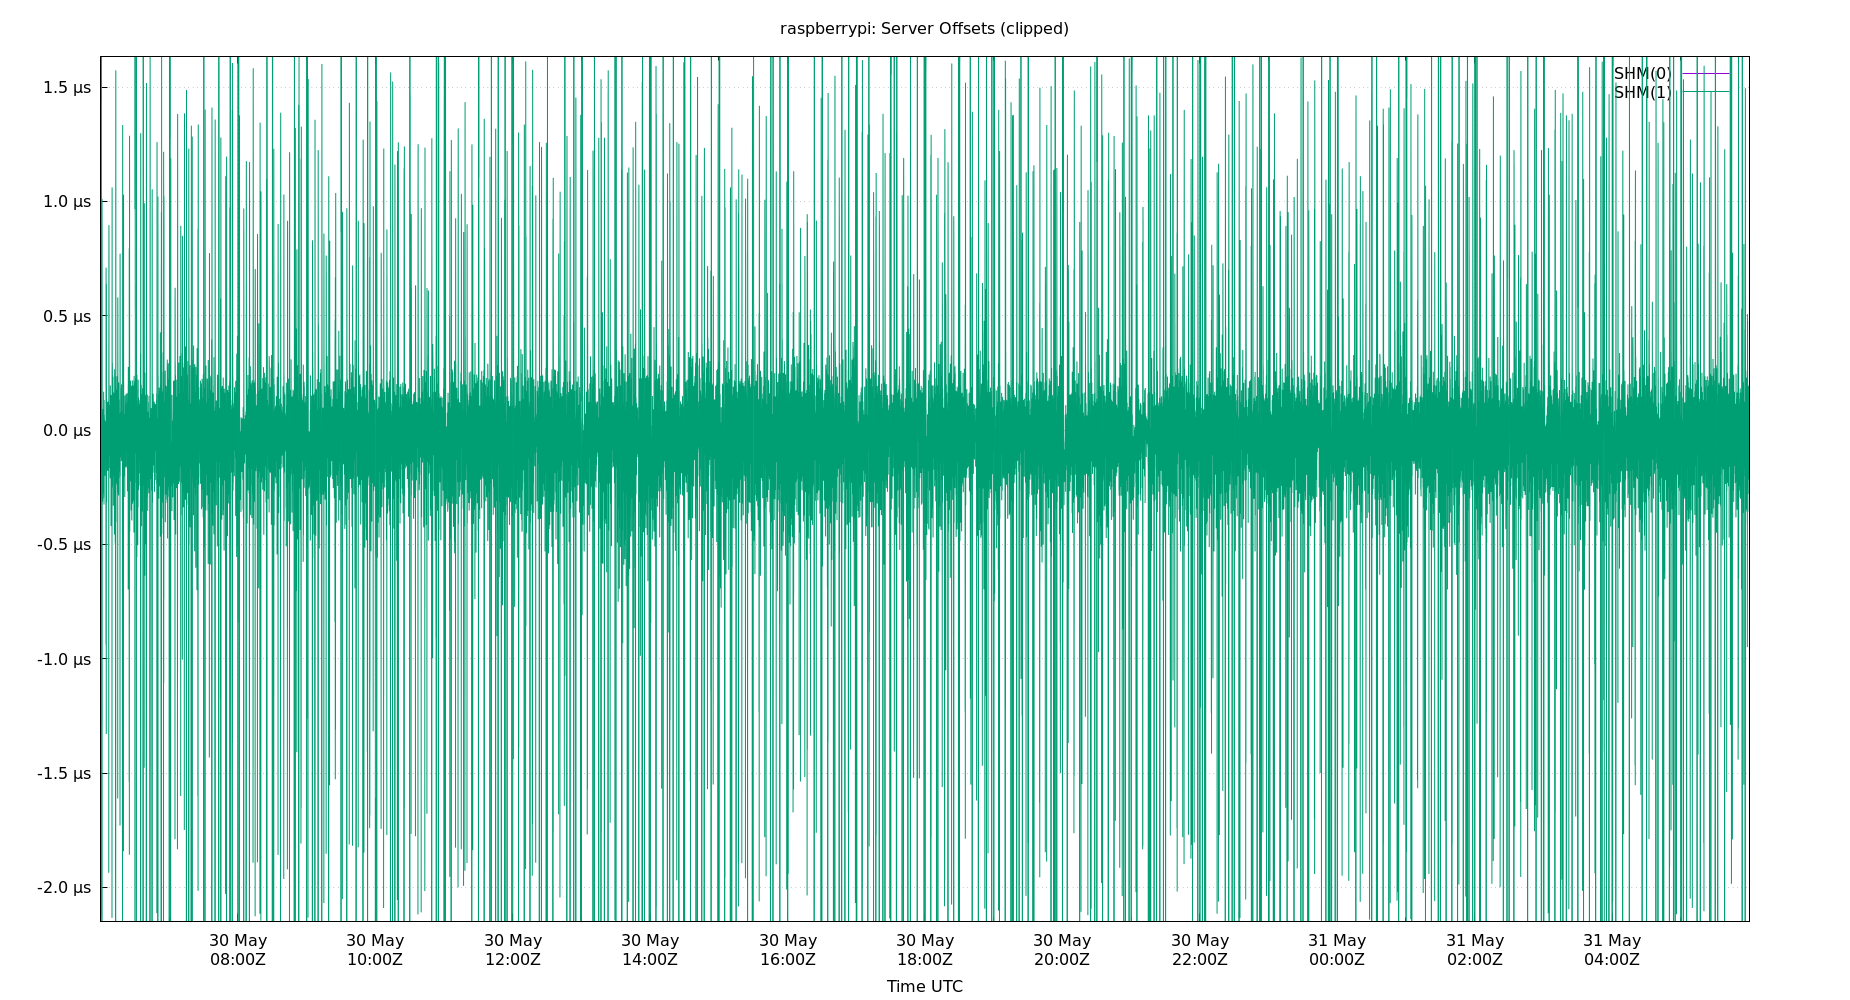 raspberrypi: Server Offsets (clipped)
SHM(0)
SHM(1)
1.5 µs
1.0 µs
0.5 µs
0.0 µs
-0.5 µs
-1.0 µs
-1.5 µs
-2.0 µs
30 May 30 May 30 May 30 May 30 May 30 May 30 May 30 May 31 May 31 May 31 May
08:00Z 10:00Z 12:00Z 14:00Z 16:00Z 18:00Z 20:00Z 22:00Z 00:00Z 02:00Z 04:00Z
Time UTC